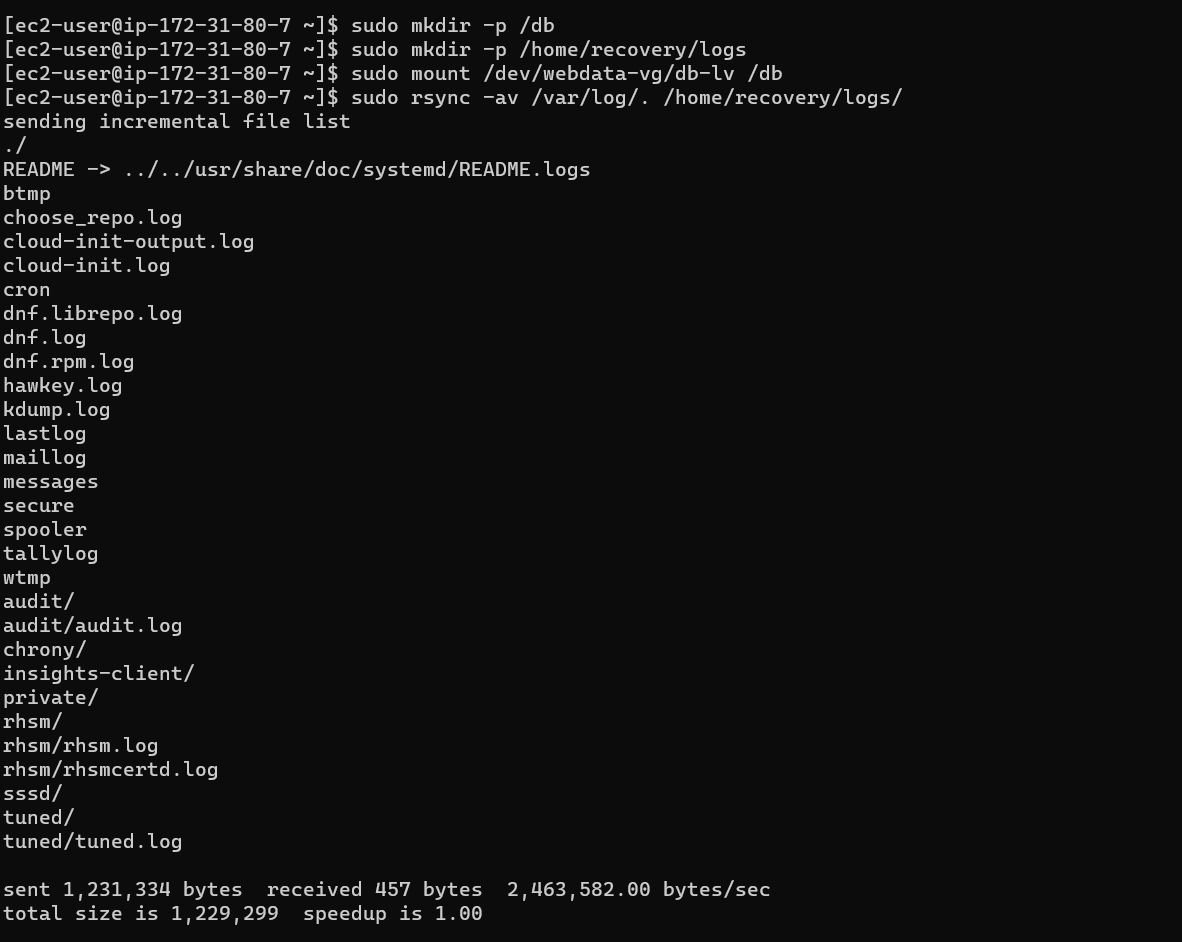 [ec2-user@ip-172-31-80-7 ~]$ sudo mkdir -p /db
[ec2-user@ip-172-31-80-7 ~]$ sudo mkdir -p /home/recovery/logs
[ec2-user@ip-172-31-80-7 ~]$ sudo mount /dev/webdata-vg/db-lv /db
[ec2-user@ip-172-31-80-7 ~]$ sudo rsync -av /var/log/. /home/recovery/logs/
sending incremental file list
./
README -> ../../usr/share/doc/systemd/README.logs
btmp
choose_repo.log
cloud-init-output.log
cloud-init.log
cron
dnf.librepo.log
dnf.log
dnf.rpm.log
hawkey.log
kdump.log
lastlog
maillog
messages
secure
spooler
tallylog
wtmp
audit/
audit/audit.log
chrony/
insights-client/
private/
rhsm/
rhsm/rhsm.log
rhsm/rhsmcertd.log
sssd/
tuned/
tuned/tuned.log
sent 1,231,334 bytes  received 457 bytes  2,463,582.00 bytes/sec
total size is 1,229,299  speedup is 1.00